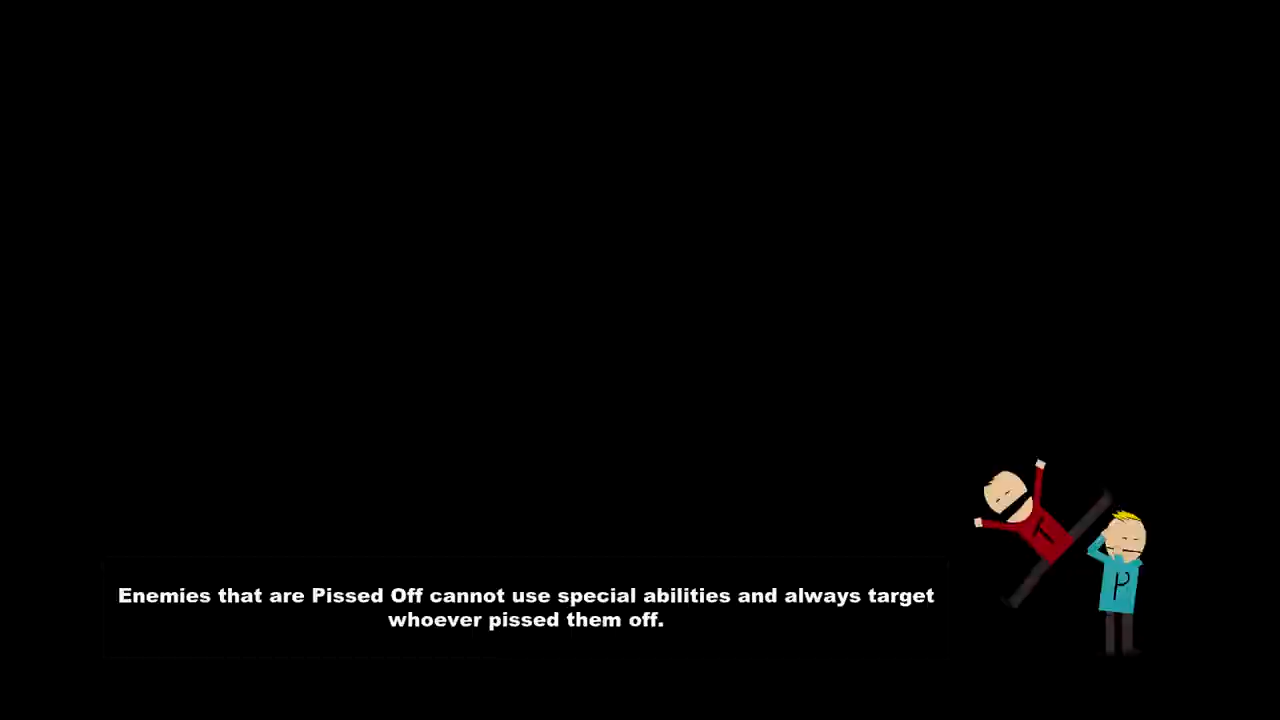 Enemies that are Pissed Off cannot use special abilities and always target
whoever pissed them off.
T
P